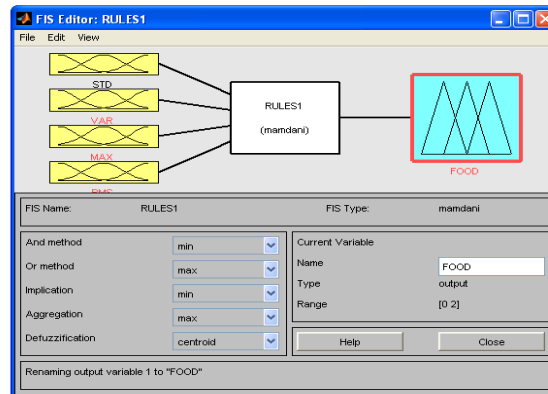 FIS Editor: RULES1
File Edit View
STD
VAR
MAX
RMS
RULES1
(mamdani)
FOOD
FIS Name: RULES1 FIS Type: mamdani
And method min
Or method max
Implication min
Aggregation max
Defuzzification centroid
Current Variable
Name FOOD
Type output
Range [0 2]
Help Close
Renaming output variable 1 to "FOOD"